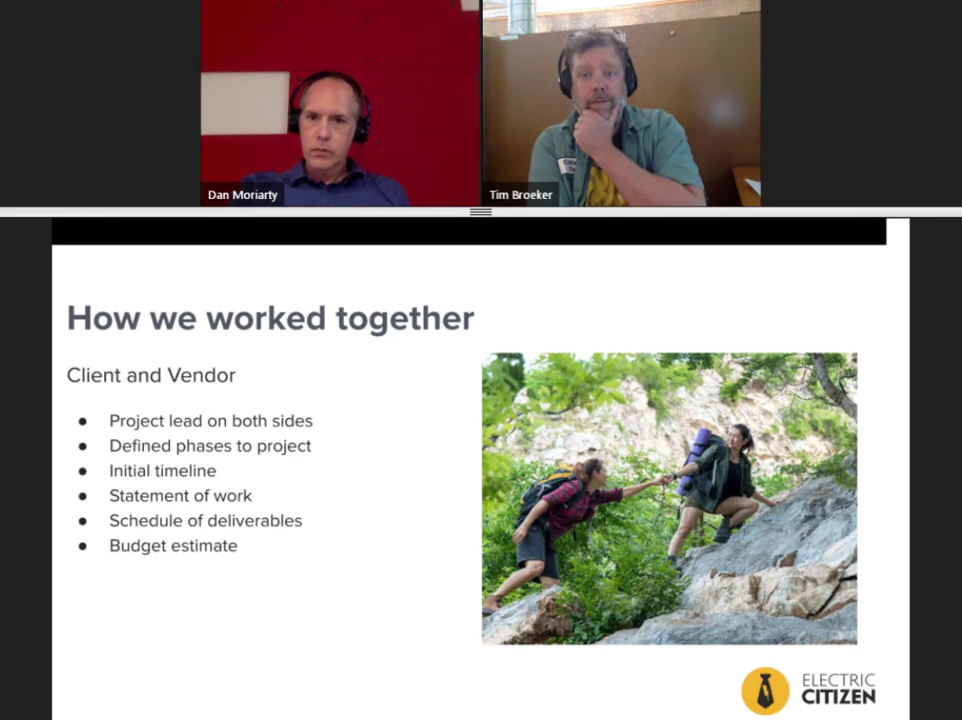 Dan Moriarty
Tim Broeker
How we worked together
Client and Vendor
● Project lead on both sides
● Defined phases to project
● Initial timeline
● Statement of work
● Schedule of deliverables
● Budget estimate
ELECTRIC
CITIZEN